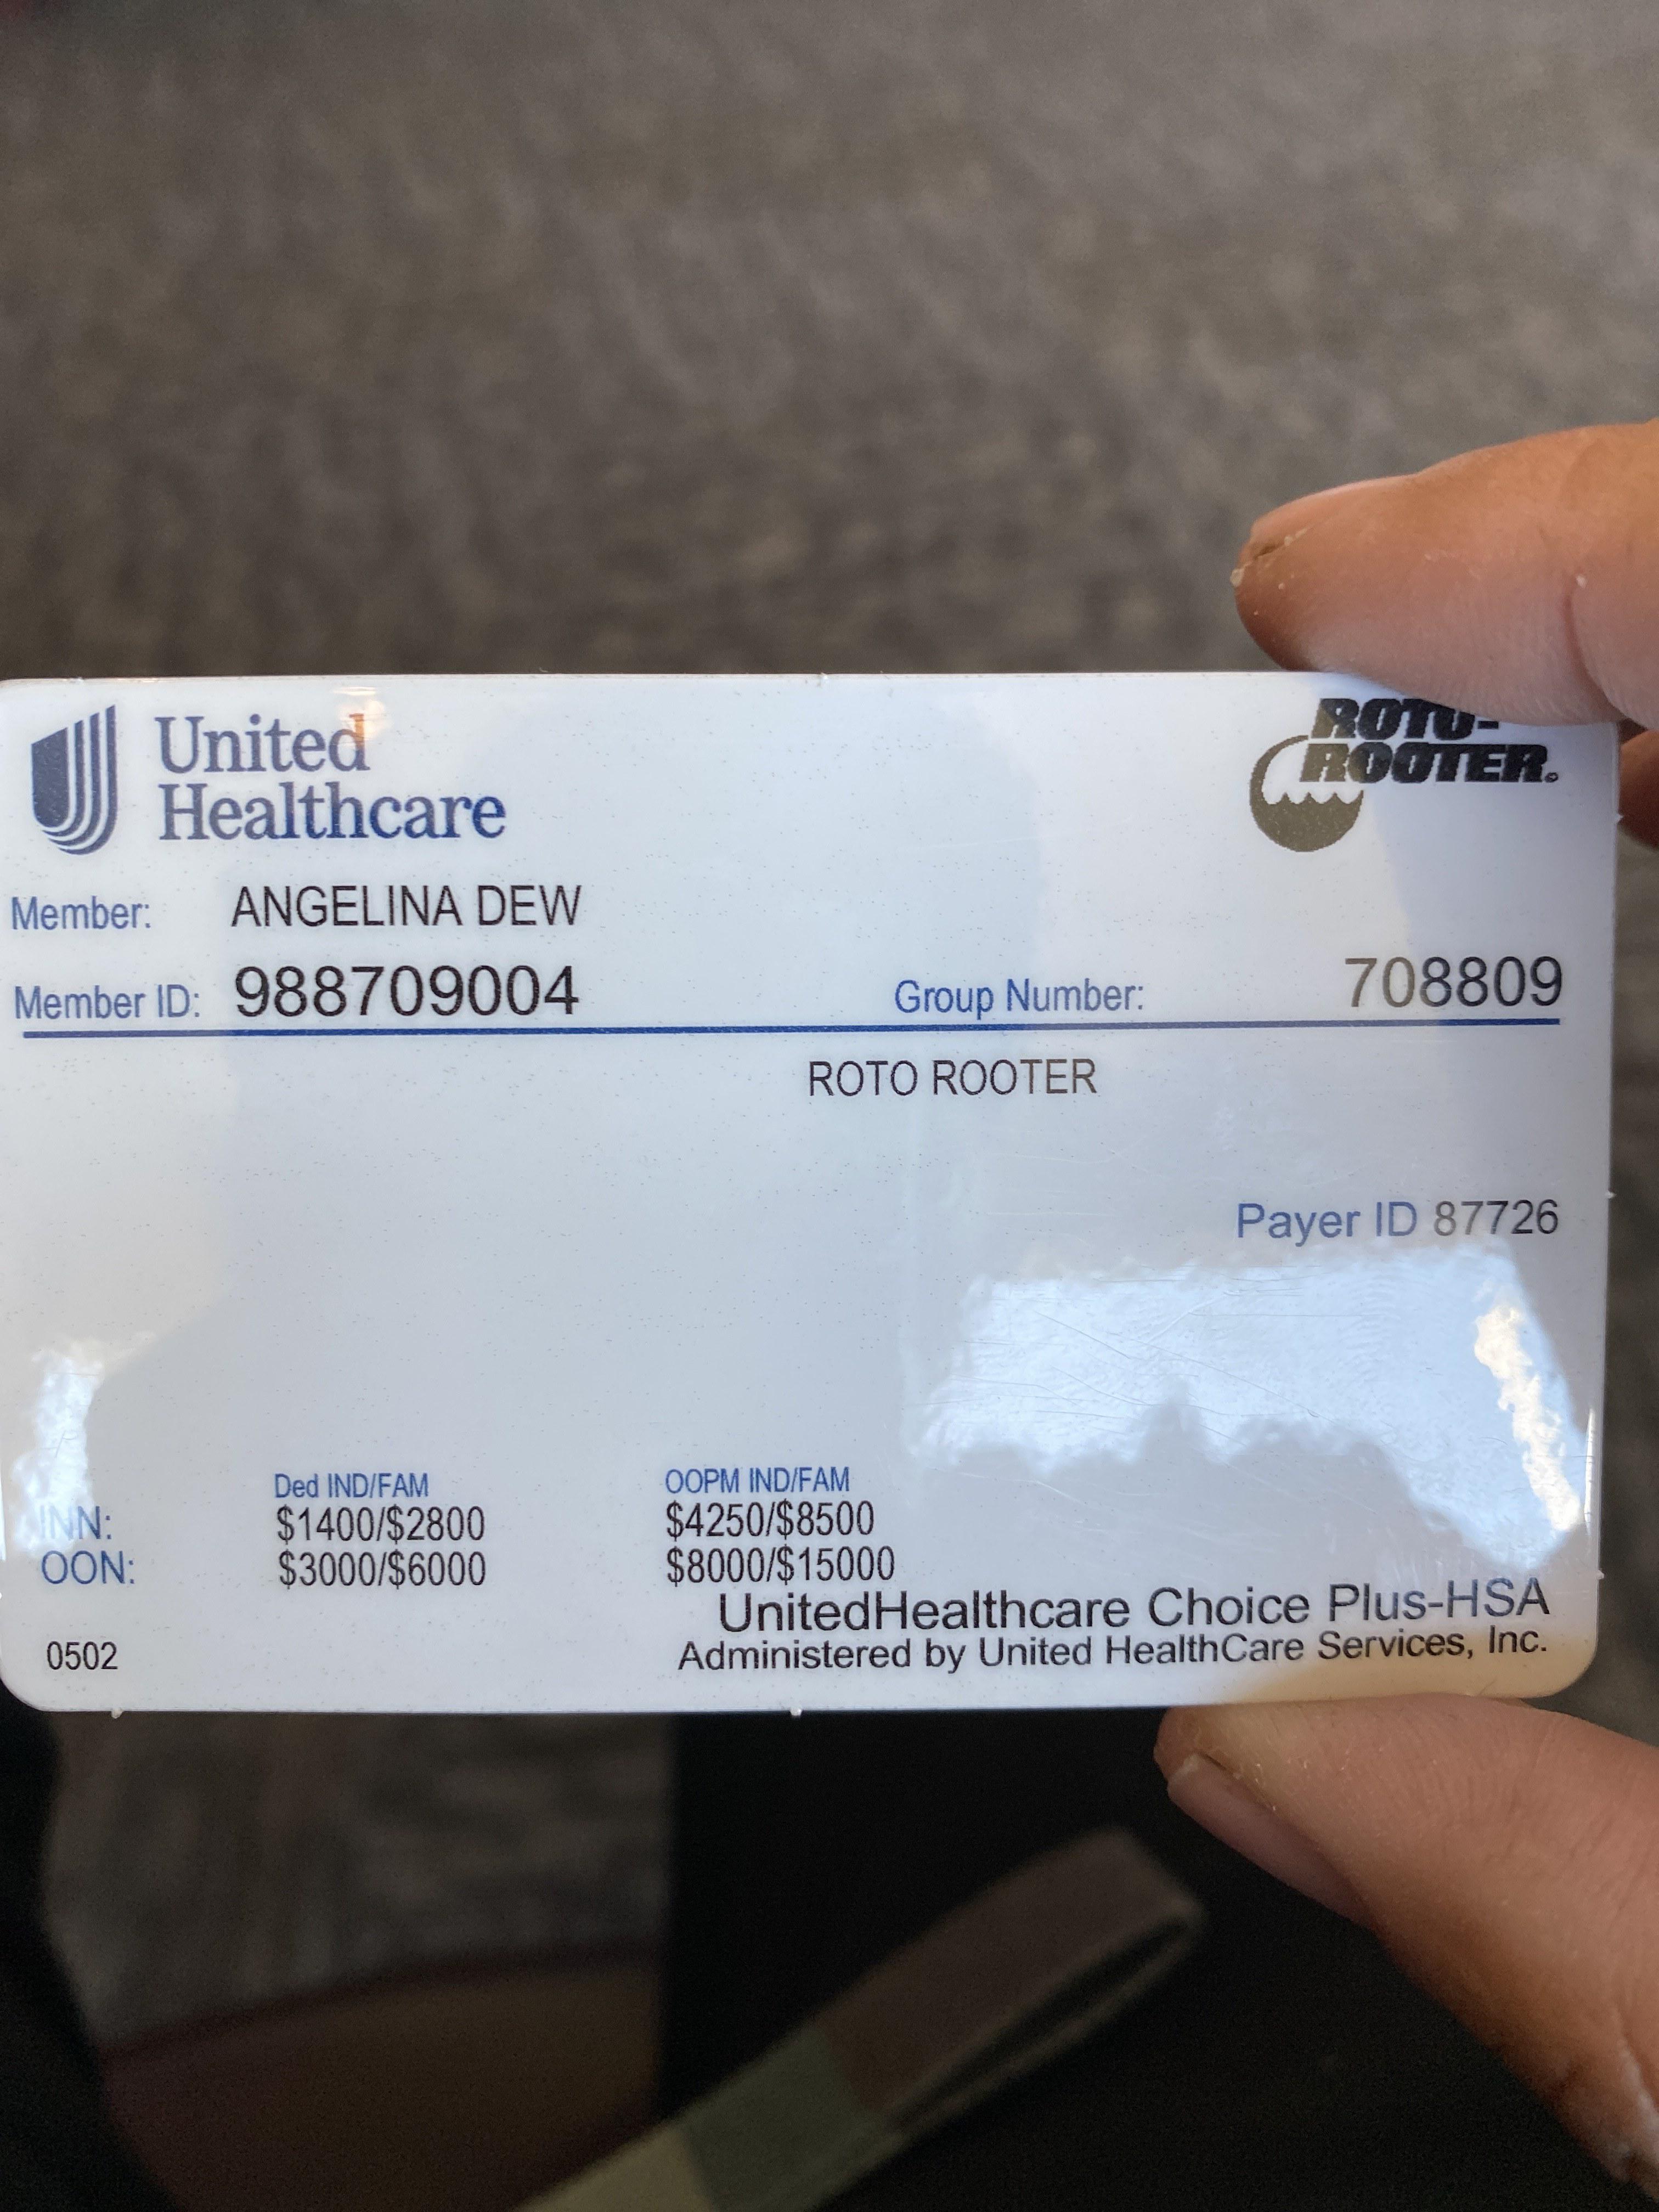 United
Healthcare
ROTO-
ROOTER.
Member: ANGELINA DEW
Member ID: 988709004 Group Number: 708809
ROTO ROOTER
Payer ID 87726
Ded IND/FAM OOPM IND/FAM
INN: $1400/$2800 $4250/$8500
OON: $3000/$6000 $8000/$15000
UnitedHealthcare Choice Plus-HSA
0502 Administered by United HealthCare Services, Inc.